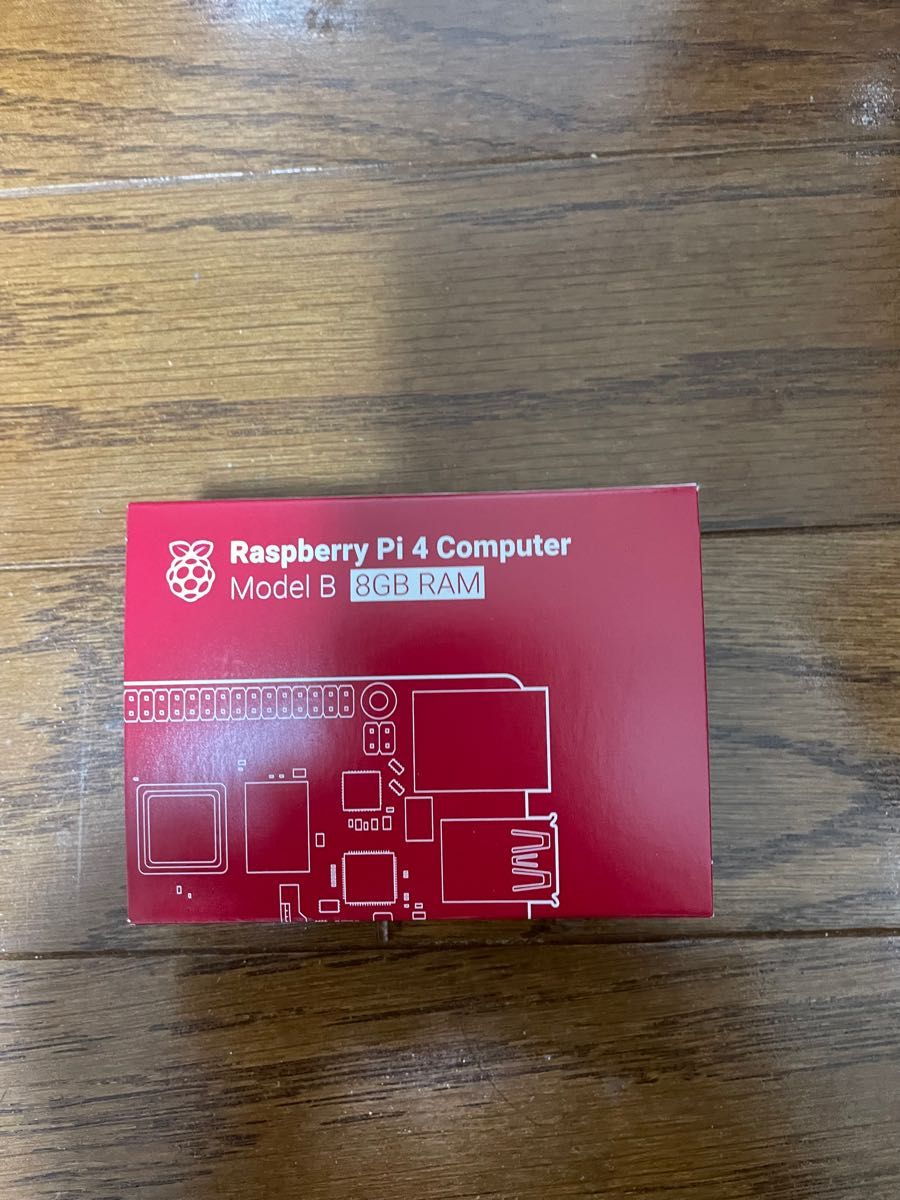 Raspberry Pi 4 Computer
Model B 8GB RAM